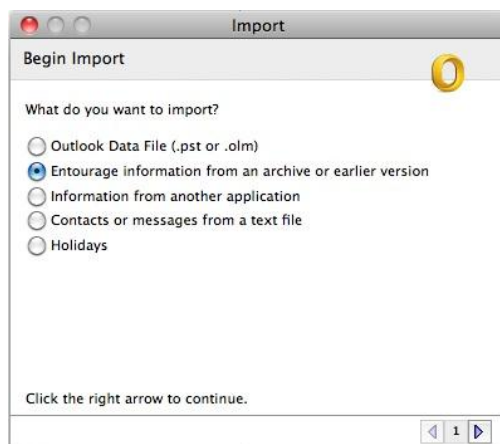 Import
Begin Import
What do you want to import?
Outlook Data File (.pst or .olm)
Entourage information from an archive or earlier version
Information from another application
Contacts or messages from a text file
Holidays
Click the right arrow to continue.
1